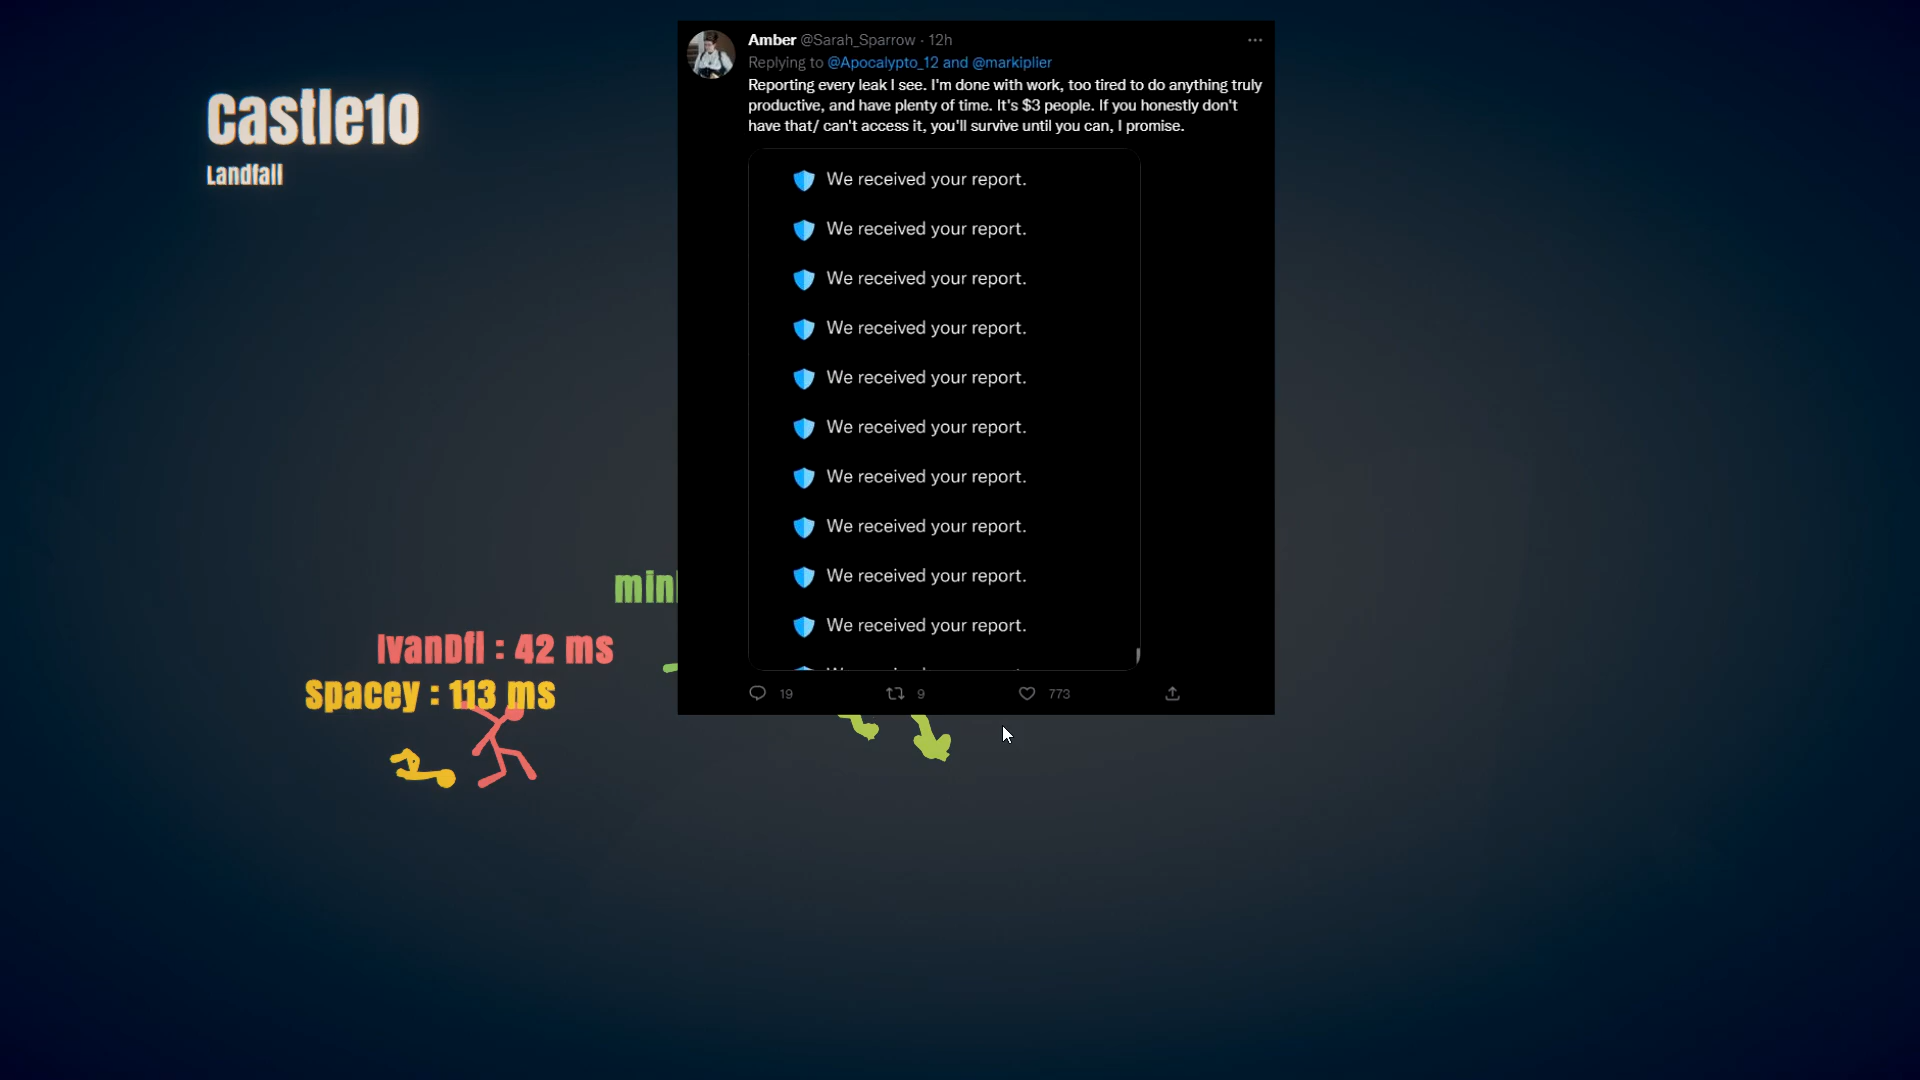 Castle10
Landfall
Amber @Sarah_Sparrow · 12h
Replying to @Apocalypto_12 and @markiplier
Reporting every leak I see. I'm done with work, too tired to do anything truly
productive, and have plenty of time. It's $3 people. If you honestly don't
have that/ can't access it, you'll survive until you can, I promise.
We received your report.
We received your report.
We received your report.
We received your report.
We received your report.
We received your report.
We received your report.
We received your report.
We received your report.
We received your report.
19 9 773
IvanDfl : 42 ms
Spacey : 113 ms